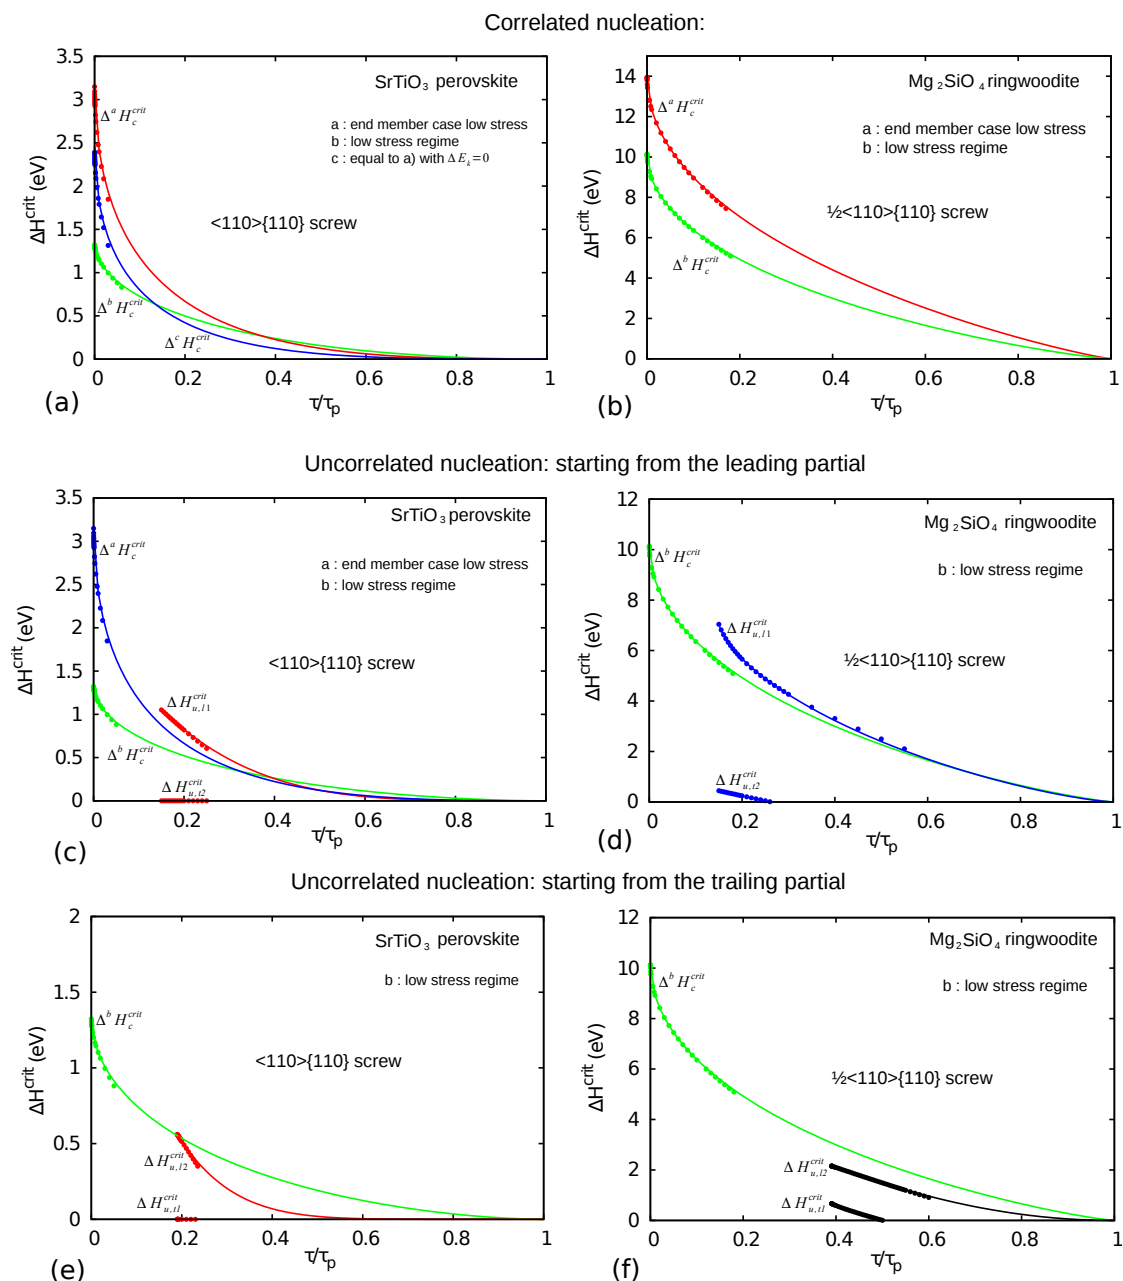 Correlated nucleation:
3.5
3
2.5
2
1.5
1
0.5
0
ΔH^crit (eV)
SrTiO₃ perovskite
a : end member case low stress
b : low stress regime
c : equal to a) with ΔE_k=0
<110>{110} screw
Δ^a H_c^crit
Δ^b H_c^crit
Δ^c H_c^crit
0 0.2 0.4 0.6 0.8 1
τ/τ_p
(a)
14
12
10
8
6
4
2
0
ΔH^crit (eV)
Mg₂SiO₄ ringwoodite
a : end member case low stress
b : low stress regime
½<110>{110} screw
Δ^a H_c^crit
Δ^b H_c^crit
0 0.2 0.4 0.6 0.8 1
τ/τ_p
(b)
Uncorrelated nucleation: starting from the leading partial
3.5
3
2.5
2
1.5
1
0.5
0
ΔH^crit (eV)
SrTiO₃ perovskite
a : end member case low stress
b : low stress regime
<110>{110} screw
Δ^a H_c^crit
ΔH_u,l1^crit
Δ^b H_c^crit
ΔH_u,t2^crit
0 0.2 0.4 0.6 0.8 1
τ/τ_p
(c)
12
10
8
6
4
2
0
ΔH^crit (eV)
Mg₂SiO₄ ringwoodite
b : low stress regime
Δ^b H_c^crit
ΔH_u,l1^crit
½<110>{110} screw
ΔH_u,t2^crit
0 0.2 0.4 0.6 0.8 1
τ/τ_p
(d)
Uncorrelated nucleation: starting from the trailing partial
2
1.5
1
0.5
0
ΔH^crit (eV)
SrTiO₃ perovskite
b : low stress regime
Δ^b H_c^crit
<110>{110} screw
ΔH_u,l2^crit
ΔH_u,tl^crit
0 0.2 0.4 0.6 0.8 1
τ/τ_p
(e)
12
10
8
6
4
2
0
ΔH^crit (eV)
Mg₂SiO₄ ringwoodite
b : low stress regime
Δ^b H_c^crit
½<110>{110} screw
ΔH_u,l2^crit
ΔH_u,tl^crit
0 0.2 0.4 0.6 0.8 1
τ/τ_p
(f)